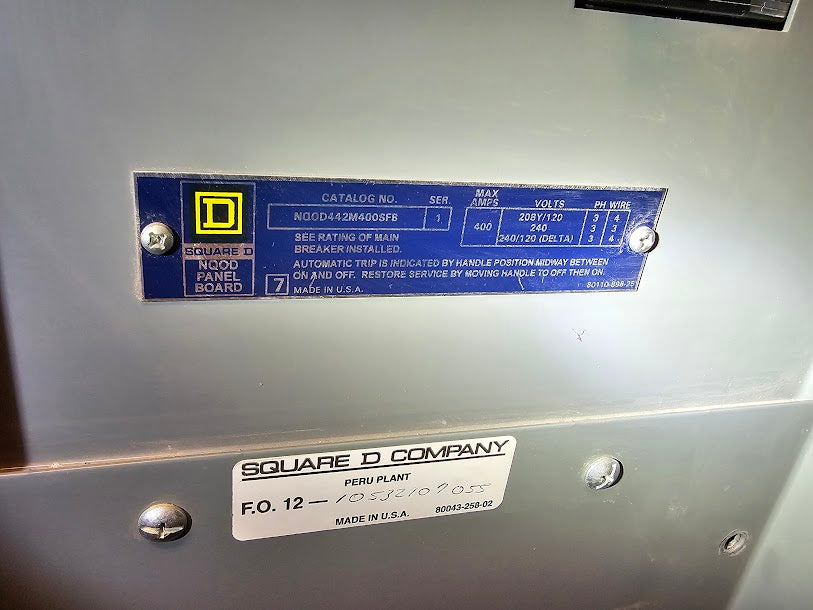 CATALOG NO. SER. MAX AMPS VOLTS PH WIRE
NQOD442M400SFB 1 400 208Y/120 3 4
240 3 3
240/120 (DELTA) 3 4
SEE RATING OF MAIN
BREAKER INSTALLED.
AUTOMATIC TRIP IS INDICATED BY HANDLE POSITION MIDWAY BETWEEN
ON AND OFF. RESTORE SERVICE BY MOVING HANDLE TO OFF THEN ON.
7 MADE IN U.S.A. 80110-898-25
D
SQUARE D
NQOD
PANEL
BOARD
SQUARE D COMPANY
PERU PLANT
F.O. 12 — 10532109055
MADE IN U.S.A. 80043-258-02